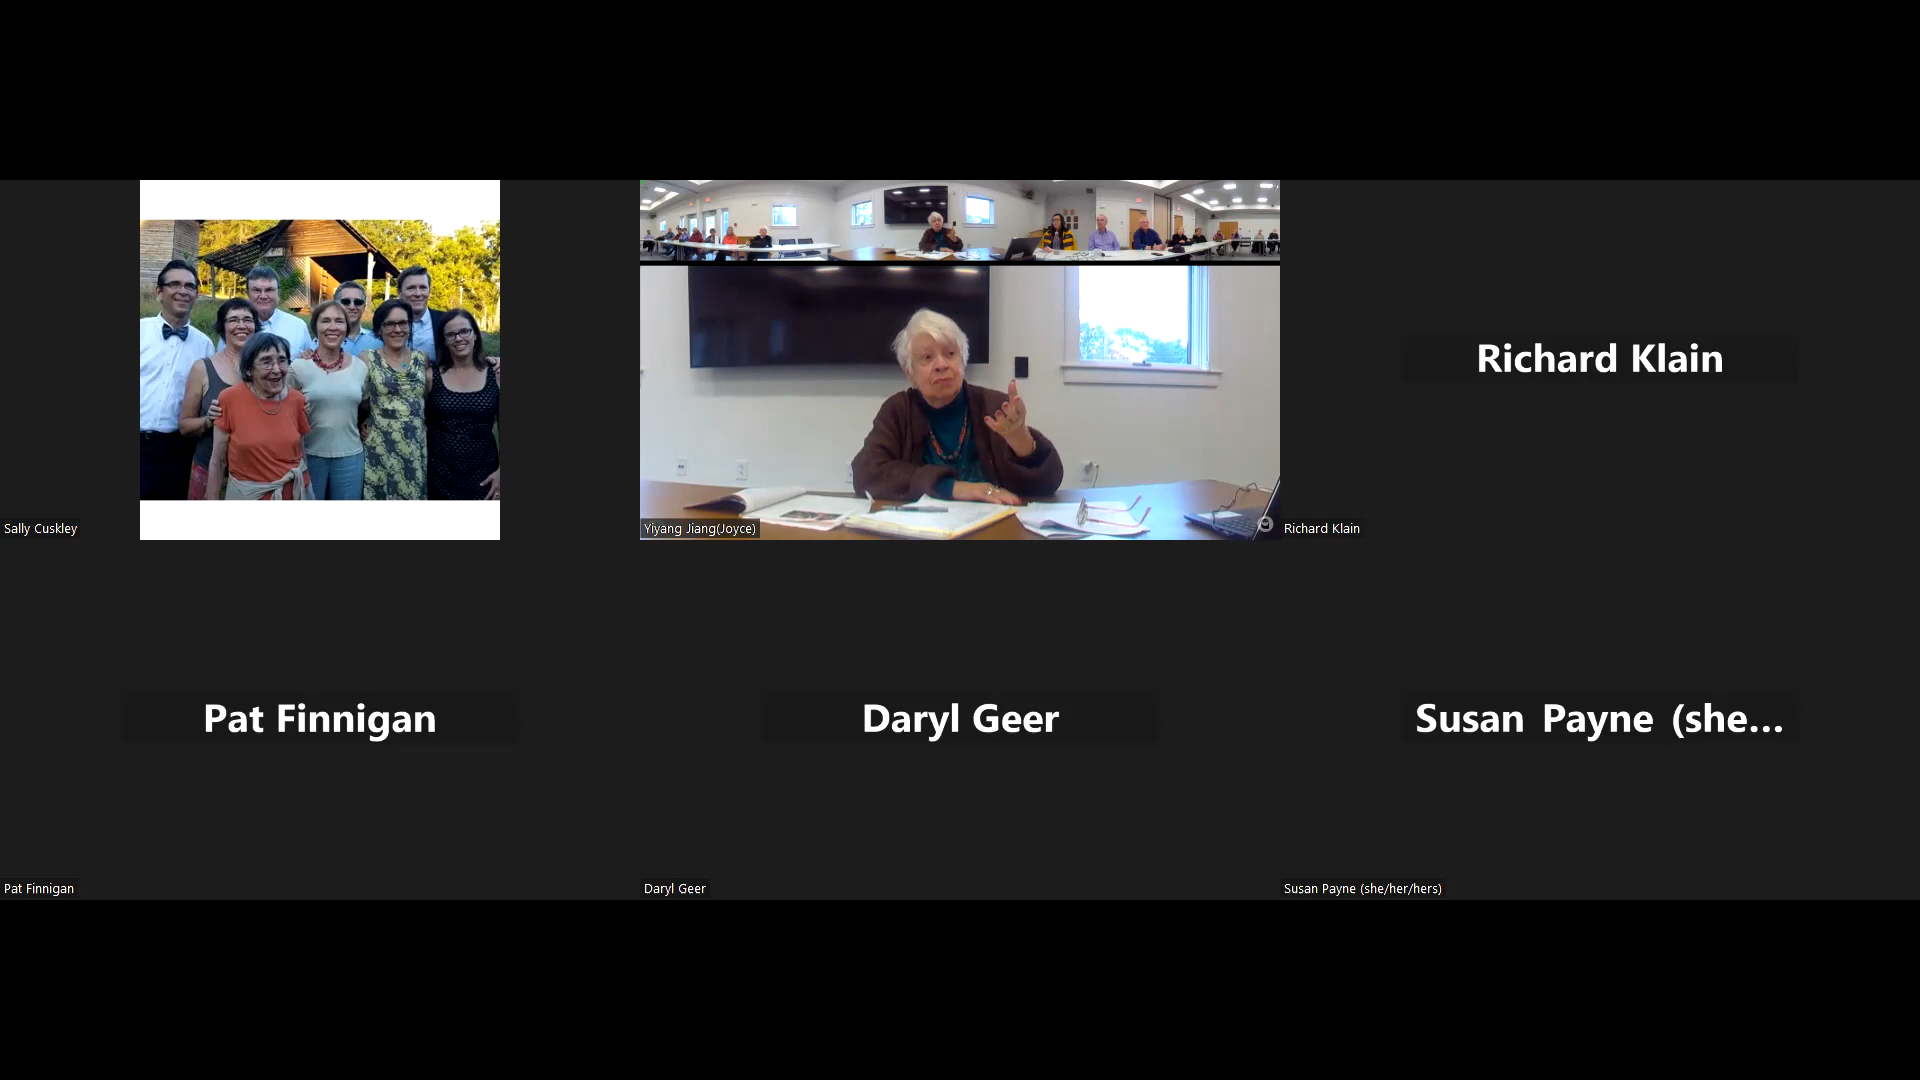 Richard Klain
Sally Cuskley
Yiyang Jiang(Joyce)
Richard Klain
Pat Finnigan
Daryl Geer
Susan Payne (she...
Pat Finnigan
Daryl Geer
Susan Payne (she/her/hers)